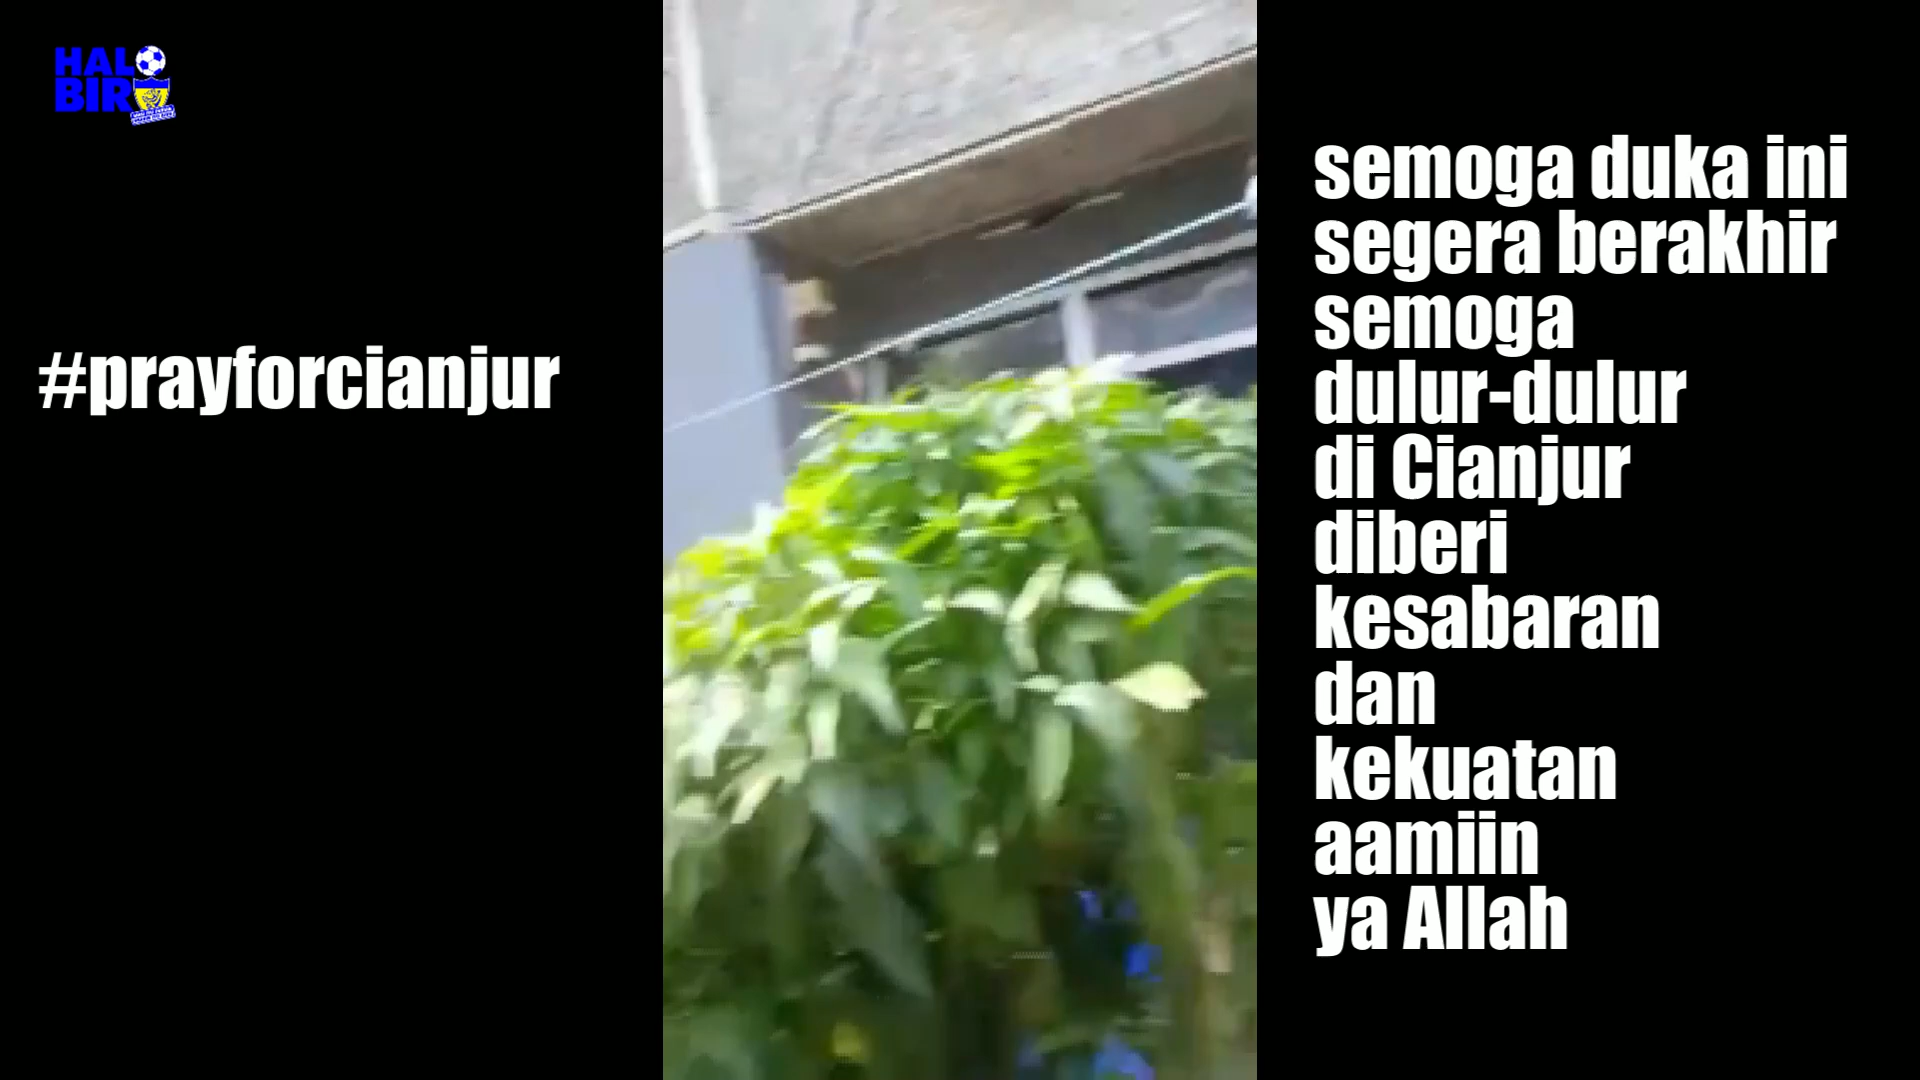 HALO
BIRU
#prayforcianjur
semoga duka ini
segera berakhir
semoga
dulur-dulur
di Cianjur
diberi
kesabaran
dan
kekuatan
aamiin
ya Allah